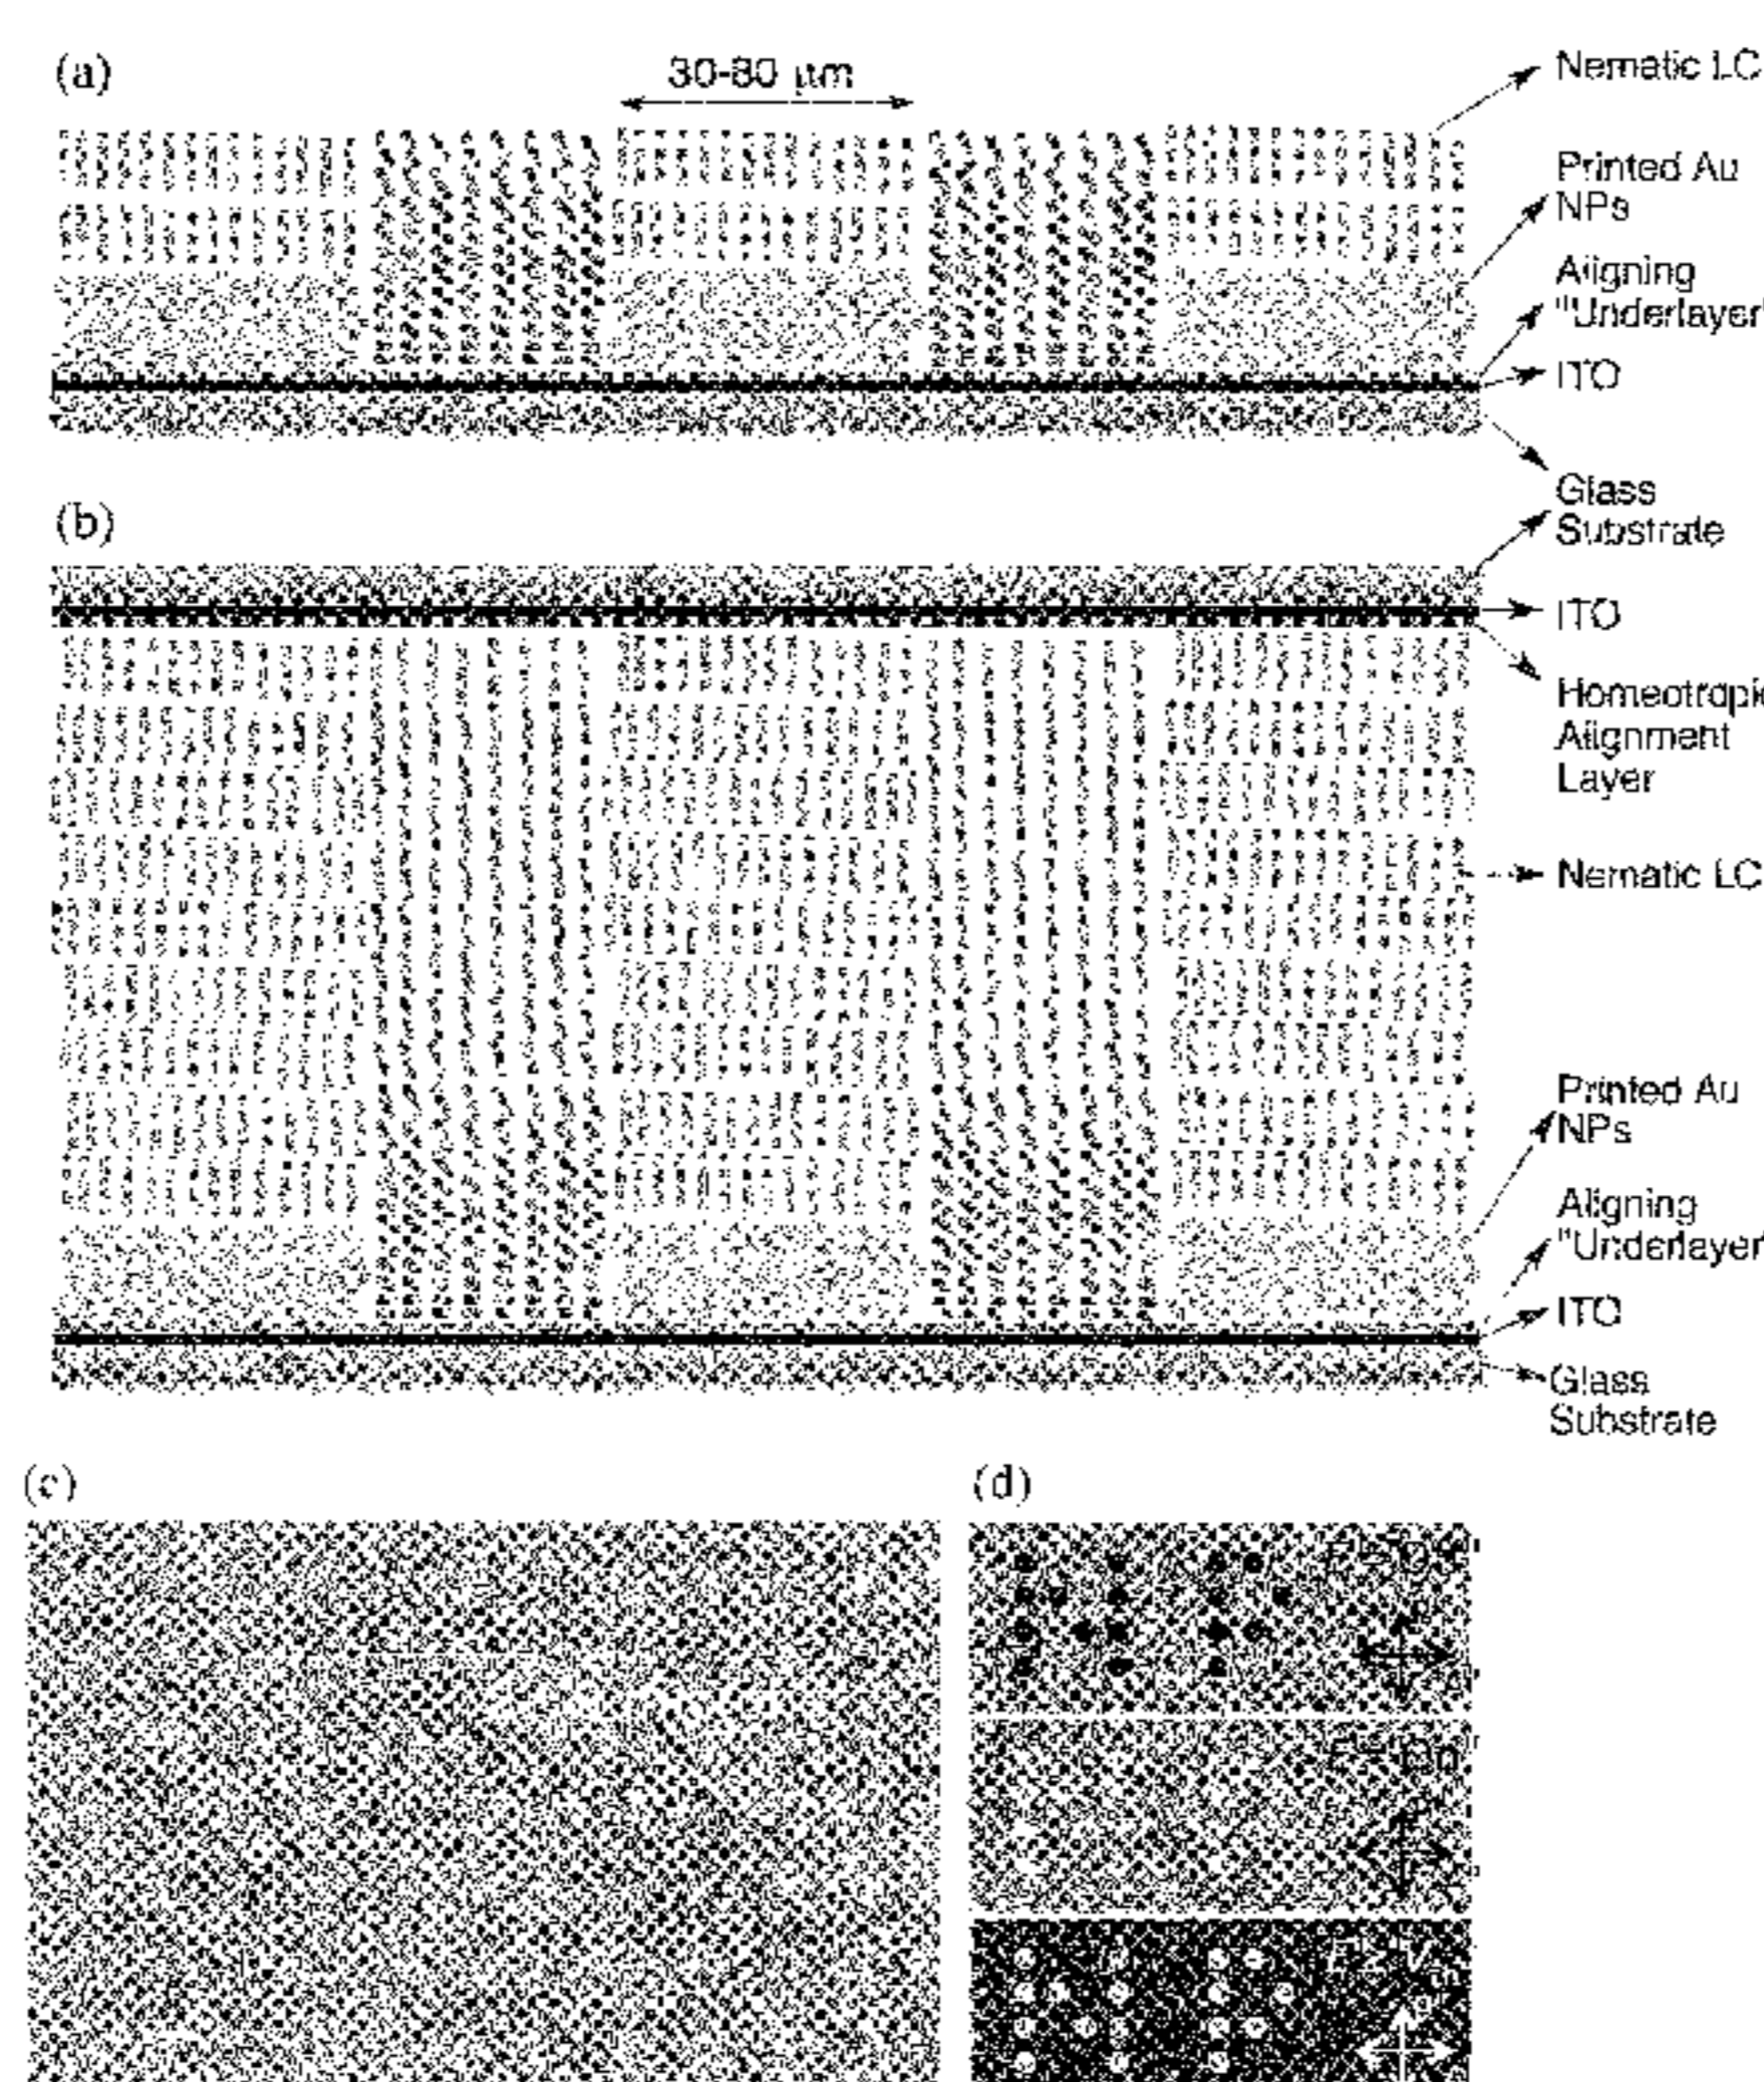 (a)
30-80 µm
Nematic LC
Printed Au
NPs
Aligning
"Underlayer"
ITO
Glass
Substrate
(b)
ITO
Homeotropic
Alignment
Layer
Nematic LC
Printed Au
NPs
Aligning
"Underlayer"
ITO
Glass
Substrate
(c)
(d)